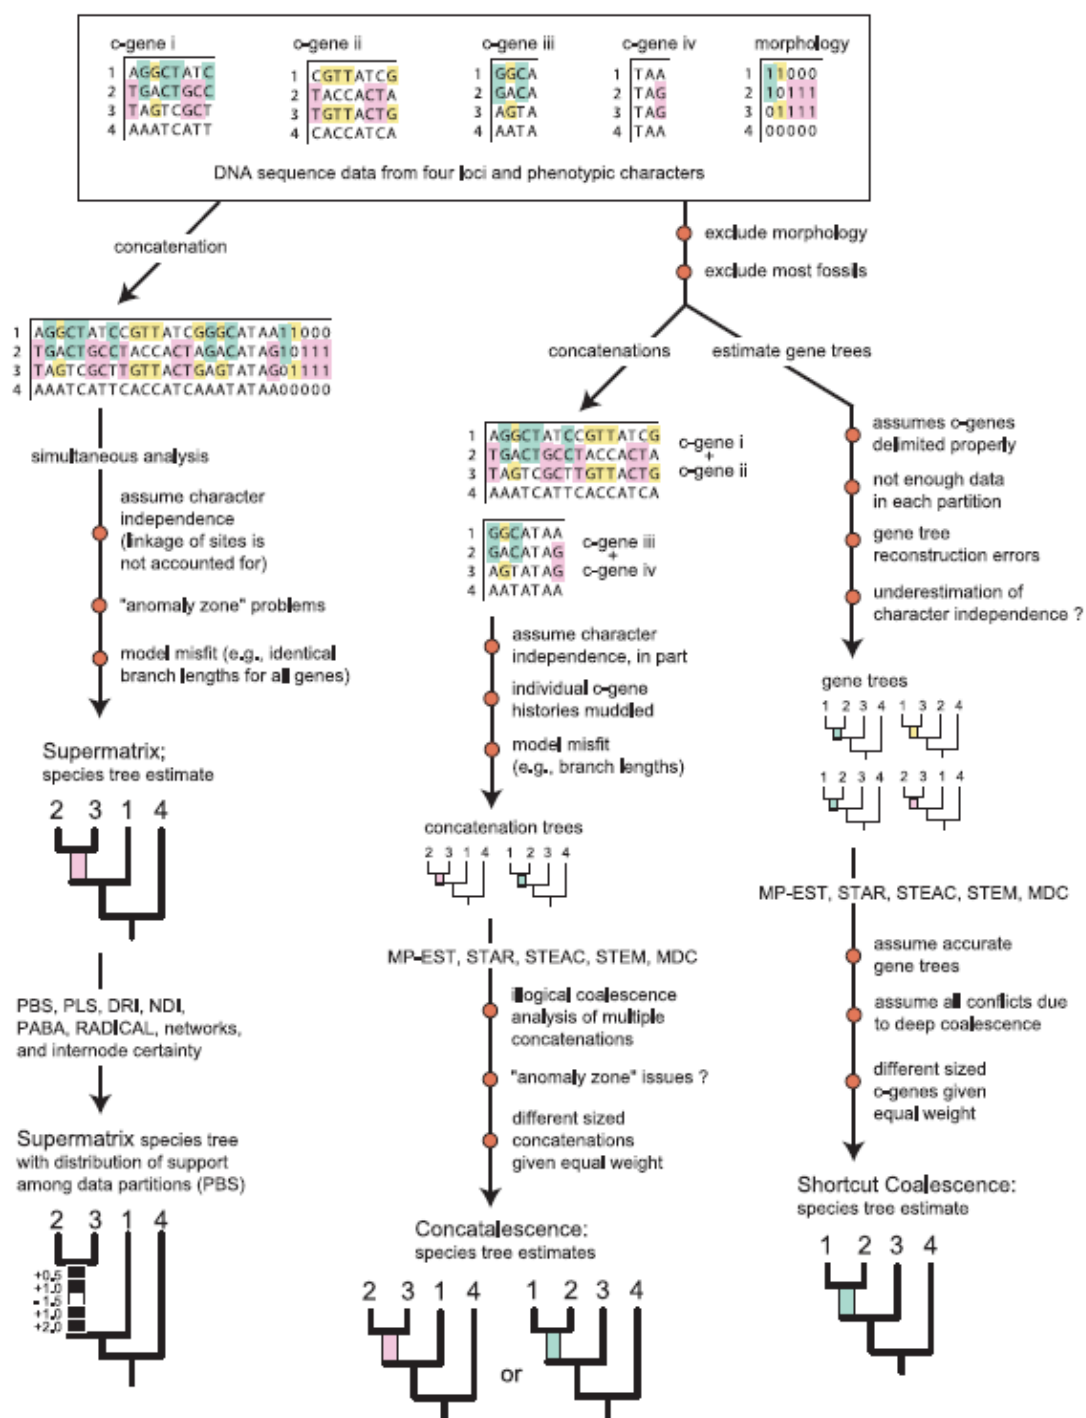 c-gene i
c-gene ii
c-gene iii
c-gene iv
morphology
1 AGGCTATC
2 TGACTGCC
3 TAGTCGCT
4 AAATCATT
1 CGTTATCG
2 TACCACTA
3 TGTTACTG
4 CACCATCA
1 GGCA
2 GACA
3 AGTA
4 AATA
1 TAA
2 TAG
3 TAG
4 TAA
1 11000
2 10111
3 01111
4 00000
DNA sequence data from four loci and phenotypic characters
concatenation
1 AGGCTATCCGTTATCGGGCATAA11000
2 TGACTGCCTACCACTAGACATAG10111
3 TAGTCGCTTGTTACTGAGTATAG01111
4 AAATCATTCACCATCAAATATAA00000
simultaneous analysis
assume character
independence
(linkage of sites is
not accounted for)
"anomaly zone" problems
model misfit (e.g., identical
branch lengths for all genes)
Supermatrix;
species tree estimate
2 3 1 4
PBS, PLS, DRI, NDI,
PABA, RADICAL, networks,
and internode certainty
Supermatrix species tree
with distribution of support
among data partitions (PBS)
2 3 1 4
+0.5
+1.0
-1.5
+1.0
+2.0
exclude morphology
exclude most fossils
concatenations
estimate gene trees
1 AGGCTATCCGTTATCG
2 TGACTGCCTACCACTA
3 TAGTCGCTTGTTACTG
4 AAATCATTCACCATCA
c-gene i
+
c-gene ii
1 GGCATAA
2 GACATAG
3 AGTATAG
4 AATATAA
c-gene iii
+
c-gene iv
assume character
independence, in part
individual c-gene
histories muddled
model misfit
(e.g., branch lengths)
concatenation trees
2 3 1 4
1 2 3 4
MP-EST, STAR, STEAC, STEM, MDC
illogical coalescence
analysis of multiple
concatenations
"anomaly zone" issues ?
different sized
concatenations
given equal weight
Concatalescence:
species tree estimates
2 3 1 4
or
1 2 3 4
assumes c-genes
delimited properly
not enough data
in each partition
gene tree
reconstruction errors
underestimation of
character independence ?
gene trees
1 2 3 4
1 3 2 4
1 2 3 4
2 3 1 4
MP-EST, STAR, STEAC, STEM, MDC
assume accurate
gene trees
assume all conflicts due
to deep coalescence
different sized
c-genes given
equal weight
Shortcut Coalescence:
species tree estimate
1 2 3 4